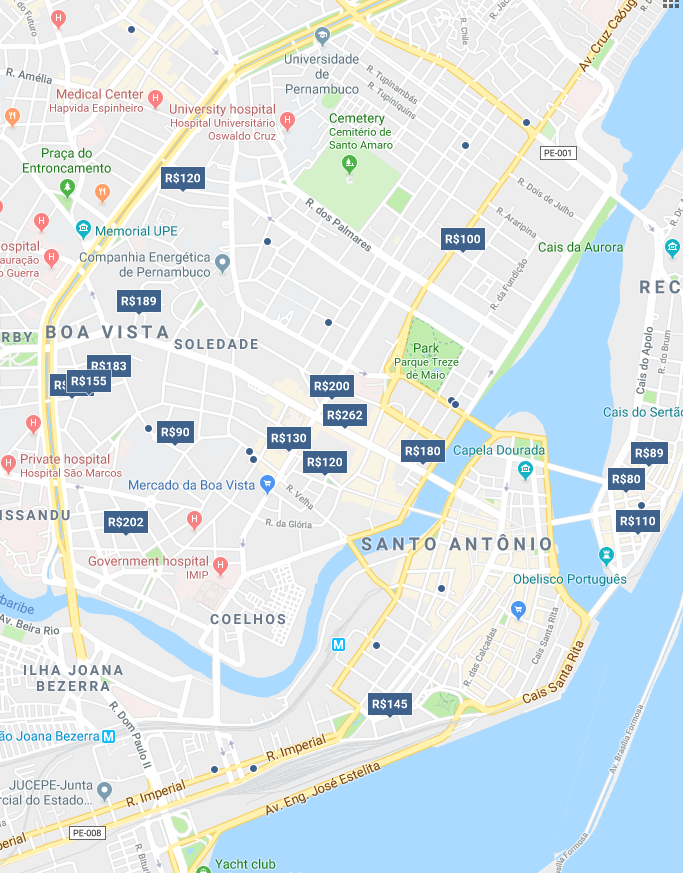 R. Amélia
Universidade
de
Pernambuco
Av. Cruz Cabugá
R. Chile
R. Tupinambás
R. Tupiniquins
Medical Center
Hapvida Espinheiro
University hospital
Hospital Universitário
Oswaldo Cruz
Cemetery
Cemitério de
Santo Amaro
PE-001
Praça do
Entroncamento
R$120
R. Dois de Julho
R. Araripina
R. dos Palmares
Memorial UPE
R$100
Cais da Aurora
R. da Fundição
Companhia Energética
de Pernambuco
ospital
auração
o Guerra
REC
R$189
RBY
BOA VISTA
SOLEDADE
Park
Parque Treze
de Maio
Cais do Apolo
R. do Brum
R$183
R$155
R$200
R$262
Cais do Sertão
R$90
R$130
R$120
R$180
Capela Dourada
R$89
R$80
Private hospital
Hospital São Marcos
Mercado da Boa Vista
R. Velha
R. da Glória
R$110
ISSANDU
R$202
SANTO ANTÔNIO
Government hospital
IMIP
Obelisco Português
COELHOS
Av. Beira Rio
R. das Calçadas
Cais Santa Rita
Cais Santa Rita
M
ILHA JOANA
BEZERRA
R$145
R. Dom Paulo II
ão Joana Bezerra
M
R. Imperial
Av. Brasília Formosa
JUCEPE-Junta
rcial do Estado...
R. Imperial
Av. Eng. José Estelita
PE-008
perial
Yacht club